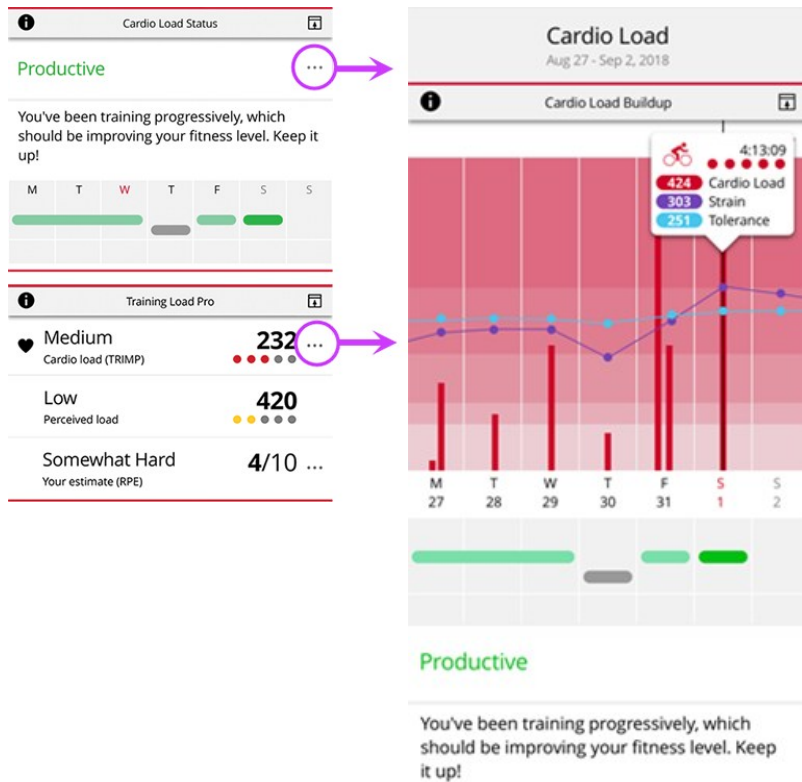 Cardio Load Status
Productive
You've been training progressively, which
should be improving your fitness level. Keep it
up!
M T W T F S S
Training Load Pro
Medium 232
Cardio load (TRIMP)
Low 420
Perceived load
Somewhat Hard 4/10
Your estimate (RPE)
Cardio Load
Aug 27 - Sep 2, 2018
Cardio Load Buildup
4:13:09
424 Cardio Load
303 Strain
251 Tolerance
M T W T F S S
27 28 29 30 31 1 2
Productive
You've been training progressively, which
should be improving your fitness level. Keep
it up!